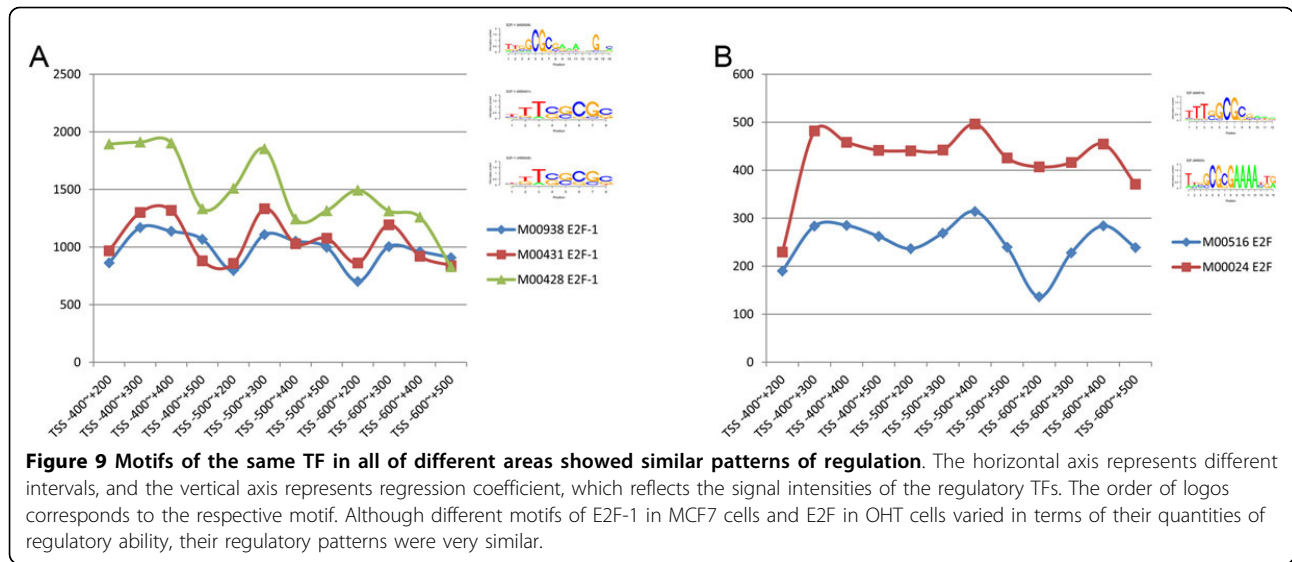 A
2500
2000
1500
1000
500
0
TSS -400~+200
TSS -400~+300
TSS -400~+400
TSS -400~+500
TSS -500~+200
TSS -500~+300
TSS -500~+400
TSS -500~+500
TSS -600~+200
TSS -600~+300
TSS -600~+400
TSS -600~+500
M00938 E2F-1
M00431 E2F-1
M00428 E2F-1
B
600
500
400
300
200
100
0
TSS -400~+200
TSS -400~+300
TSS -400~+400
TSS -400~+500
TSS -500~+200
TSS -500~+300
TSS -500~+400
TSS -500~+500
TSS -600~+200
TSS -600~+300
TSS -600~+400
TSS -600~+500
M00516 E2F
M00024 E2F
Figure 9 Motifs of the same TF in all of different areas showed similar patterns of regulation. The horizontal axis represents different
intervals, and the vertical axis represents regression coefficient, which reflects the signal intensities of the regulatory TFs. The order of logos
corresponds to the respective motif. Although different motifs of E2F-1 in MCF7 cells and E2F in OHT cells varied in terms of their quantities of
regulatory ability, their regulatory patterns were very similar.